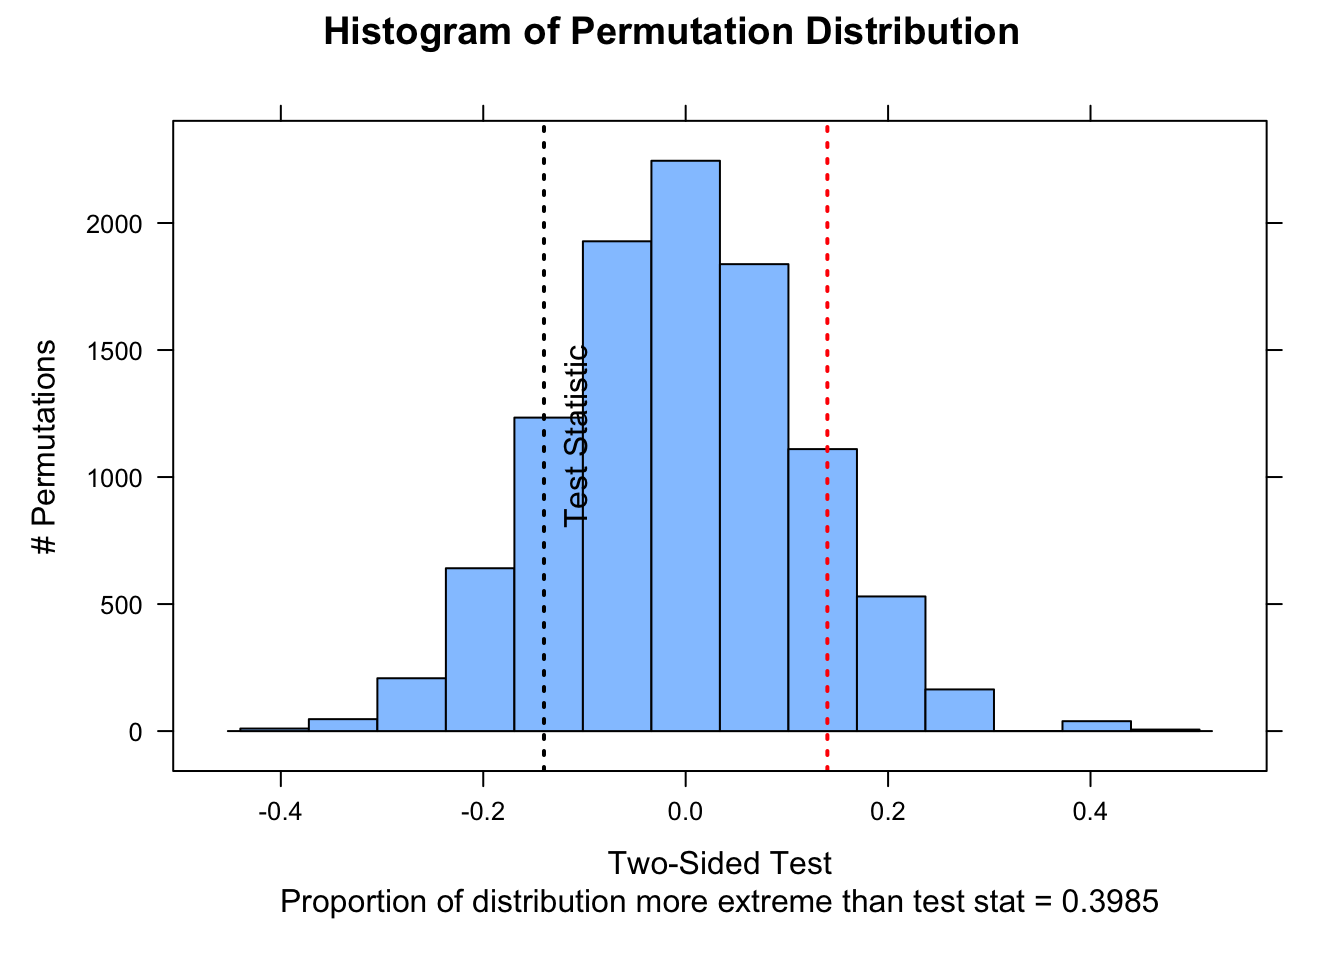 Histogram of Permutation Distribution
2000
1500
1000
500
0
# Permutations
Test Statistic
-0.4 -0.2 0.0 0.2 0.4
Two-Sided Test
Proportion of distribution more extreme than test stat = 0.3985